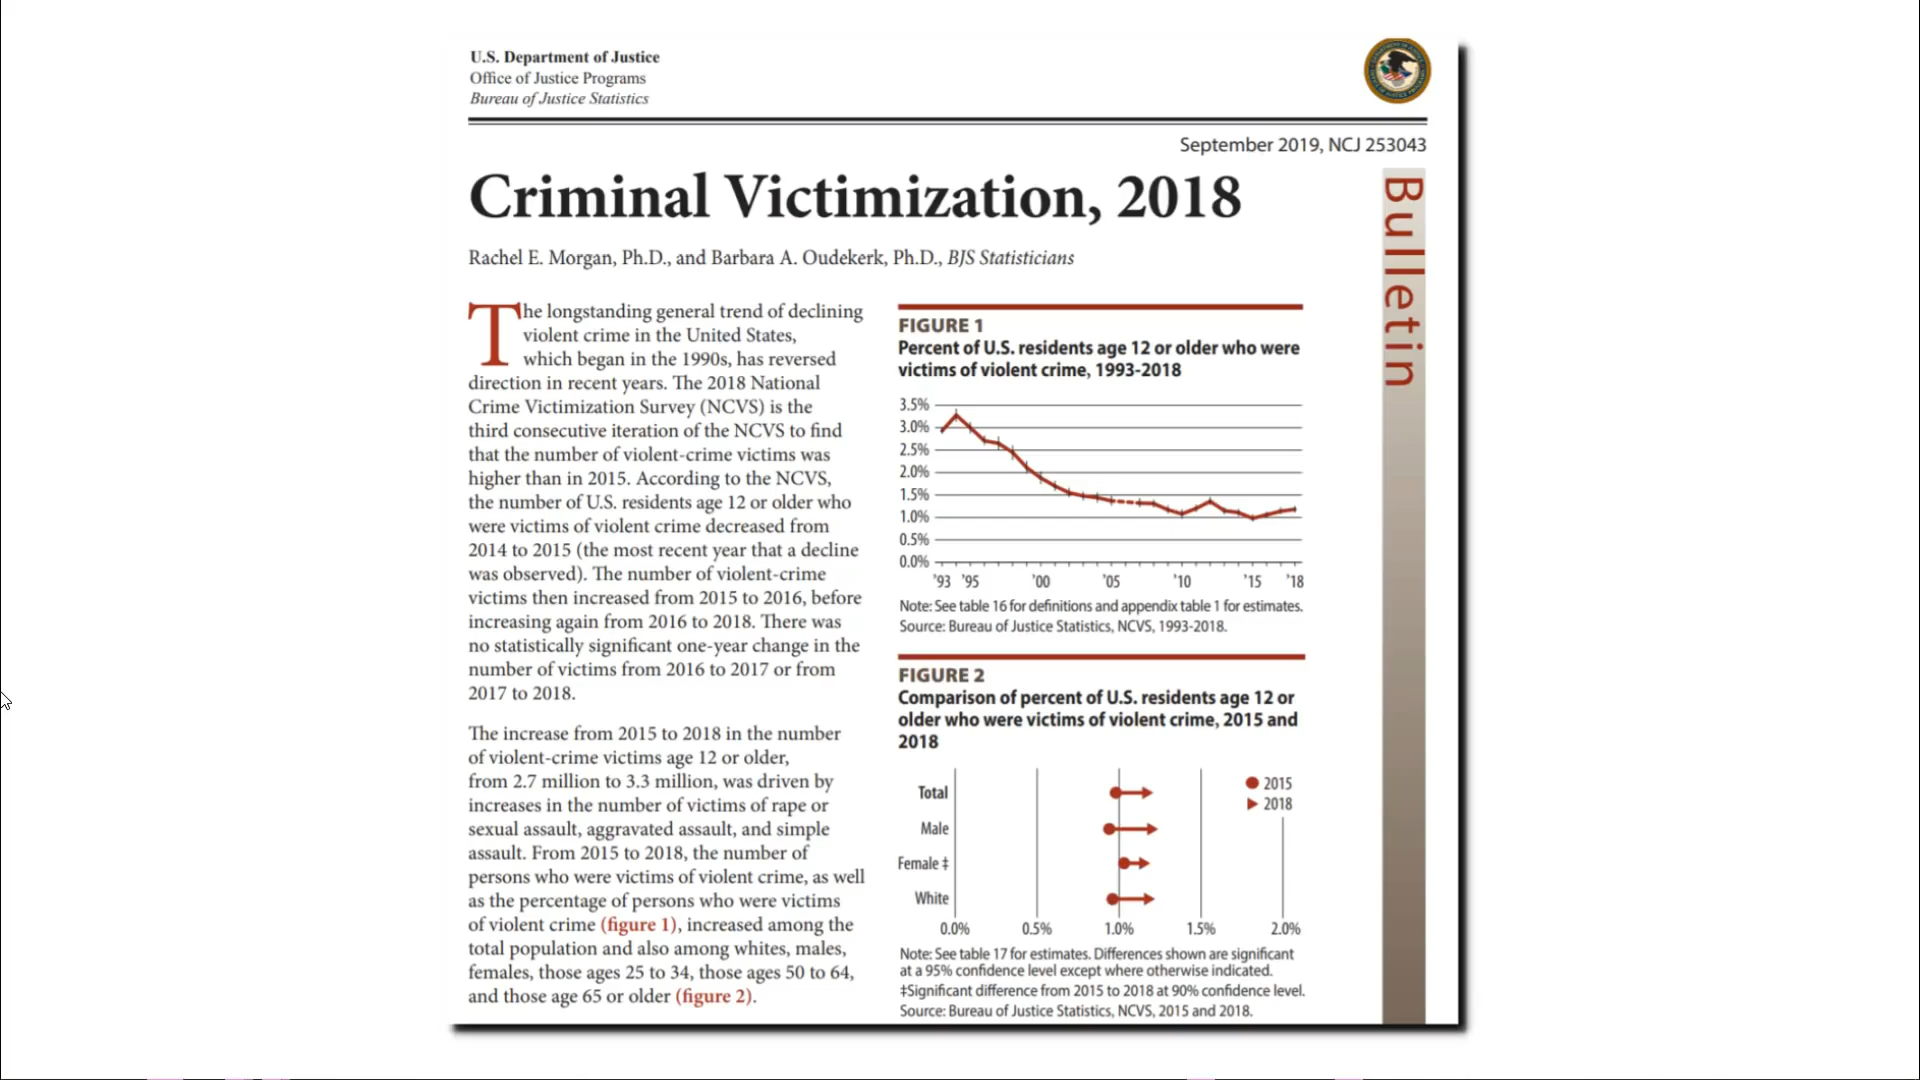 U.S. Department of Justice
Office of Justice Programs
Bureau of Justice Statistics
September 2019, NCJ 253043
Criminal Victimization, 2018
Rachel E. Morgan, Ph.D., and Barbara A. Oudekerk, Ph.D., BJS Statisticians
Bulletin
The longstanding general trend of declining
violent crime in the United States,
which began in the 1990s, has reversed
direction in recent years. The 2018 National
Crime Victimization Survey (NCVS) is the
third consecutive iteration of the NCVS to find
that the number of violent-crime victims was
higher than in 2015. According to the NCVS,
the number of U.S. residents age 12 or older who
were victims of violent crime decreased from
2014 to 2015 (the most recent year that a decline
was observed). The number of violent-crime
victims then increased from 2015 to 2016, before
increasing again from 2016 to 2018. There was
no statistically significant one-year change in the
number of victims from 2016 to 2017 or from
2017 to 2018.
The increase from 2015 to 2018 in the number
of violent-crime victims age 12 or older,
from 2.7 million to 3.3 million, was driven by
increases in the number of victims of rape or
sexual assault, aggravated assault, and simple
assault. From 2015 to 2018, the number of
persons who were victims of violent crime, as well
as the percentage of persons who were victims
of violent crime (figure 1), increased among the
total population and also among whites, males,
females, those ages 25 to 34, those ages 50 to 64,
and those age 65 or older (figure 2).
FIGURE 1
Percent of U.S. residents age 12 or older who were
victims of violent crime, 1993-2018
3.5%
3.0%
2.5%
2.0%
1.5%
1.0%
0.5%
0.0%
'93 '95 '00 '05 '10 '15 '18
Note: See table 16 for definitions and appendix table 1 for estimates.
Source: Bureau of Justice Statistics, NCVS, 1993-2018.
FIGURE 2
Comparison of percent of U.S. residents age 12 or
older who were victims of violent crime, 2015 and
2018
2015
2018
Total
Male
Female ‡
White
0.0% 0.5% 1.0% 1.5% 2.0%
Note: See table 17 for estimates. Differences shown are significant
at a 95% confidence level except where otherwise indicated.
‡Significant difference from 2015 to 2018 at 90% confidence level.
Source: Bureau of Justice Statistics, NCVS, 2015 and 2018.